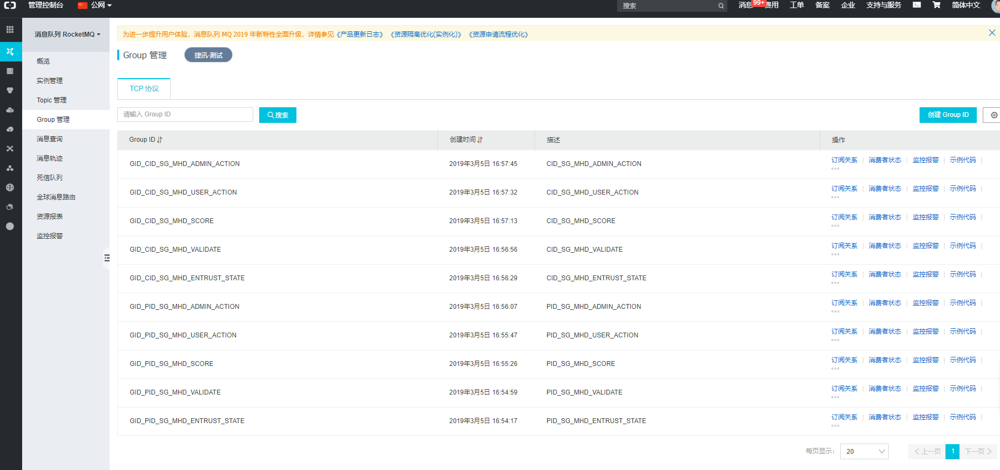 管理控制台 公网 搜索 消息 99+ 费用 工单 备案 企业 支持与服务 简体中文
消息队列 RocketMQ
概览
实例管理
Topic 管理
Group 管理
消息查询
消息轨迹
死信队列
全球消息路由
资源报表
监控报警
为进一步提升用户体验，消息队列 MQ 2019 年新特性全面升级，详情参见《产品更新日志》 《资源隔离优化(实例化)》 《资源申请流程优化》
Group 管理 捷讯-测试
TCP 协议
请输入 Group ID 搜索 创建 Group ID
Group ID 创建时间 描述 操作
GID_CID_SG_MHD_ADMIN_ACTION 2019年3月5日 16:57:45 CID_SG_MHD_ADMIN_ACTION 订阅关系 | 消费者状态 | 监控报警 | 示例代码 |
GID_CID_SG_MHD_USER_ACTION 2019年3月5日 16:57:32 CID_SG_MHD_USER_ACTION 订阅关系 | 消费者状态 | 监控报警 | 示例代码 |
GID_CID_SG_MHD_SCORE 2019年3月5日 16:57:13 CID_SG_MHD_SCORE 订阅关系 | 消费者状态 | 监控报警 | 示例代码 |
GID_CID_SG_MHD_VALIDATE 2019年3月5日 16:56:56 CID_SG_MHD_VALIDATE 订阅关系 | 消费者状态 | 监控报警 | 示例代码 |
GID_CID_SG_MHD_ENTRUST_STATE 2019年3月5日 16:56:29 CID_SG_MHD_ENTRUST_STATE 订阅关系 | 消费者状态 | 监控报警 | 示例代码 |
GID_PID_SG_MHD_ADMIN_ACTION 2019年3月5日 16:56:07 PID_SG_MHD_ADMIN_ACTION 订阅关系 | 消费者状态 | 监控报警 | 示例代码 |
GID_PID_SG_MHD_USER_ACTION 2019年3月5日 16:55:47 PID_SG_MHD_USER_ACTION 订阅关系 | 消费者状态 | 监控报警 | 示例代码 |
GID_PID_SG_MHD_SCORE 2019年3月5日 16:55:26 PID_SG_MHD_SCORE 订阅关系 | 消费者状态 | 监控报警 | 示例代码 |
GID_PID_SG_MHD_VALIDATE 2019年3月5日 16:54:59 PID_SG_MHD_VALIDATE 订阅关系 | 消费者状态 | 监控报警 | 示例代码 |
GID_PID_SG_MHD_ENTRUST_STATE 2019年3月5日 16:54:17 PID_SG_MHD_ENTRUST_STATE 订阅关系 | 消费者状态 | 监控报警 | 示例代码 |
每页显示: 20 上一页 1 下一页